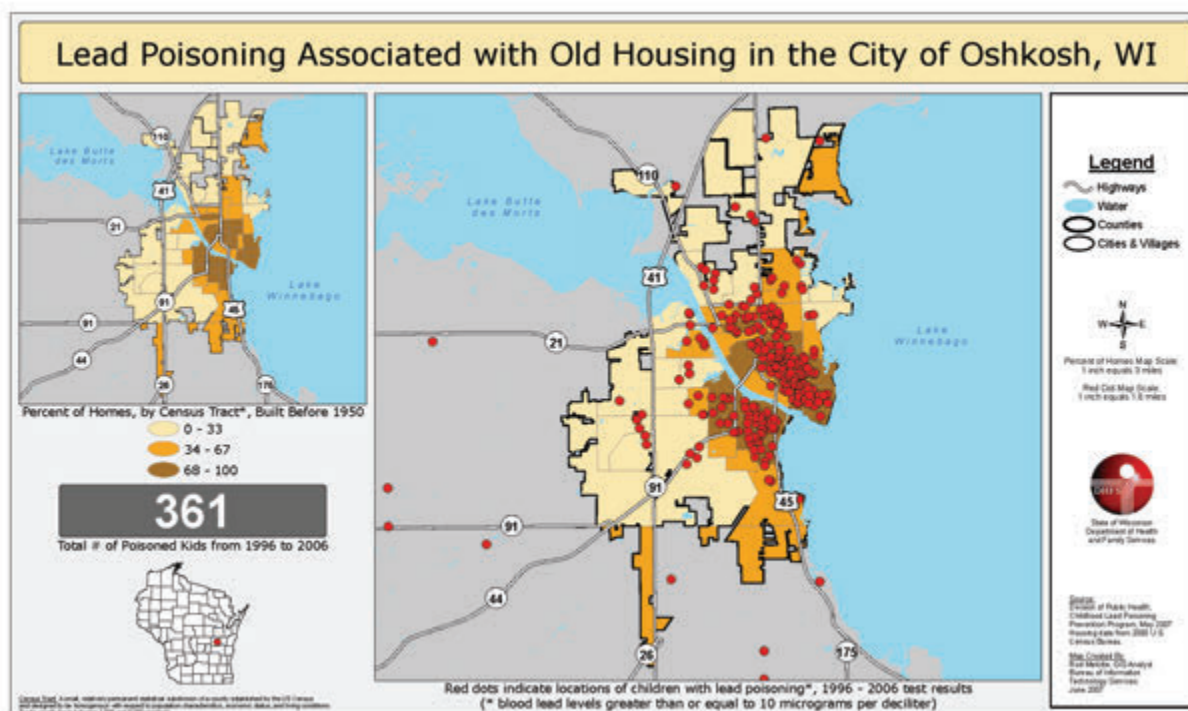 Lead Poisoning Associated with Old Housing in the City of Oshkosh, WI
Lake Butte
des Morts
110
41
21
Lake
Winnebago
45
91
91
44
26
175
Percent of Homes, by Census Tract*, Built Before 1950
0 - 33
34 - 67
68 - 100
361
Total # of Poisoned Kids from 1996 to 2006
110
Lake Butte
des Morts
41
21
Lake
Winnebago
91
45
91
44
26
175
Red dots indicate locations of children with lead poisoning*, 1996 - 2006 test results
(* blood lead levels greater than or equal to 10 micrograms per deciliter)
Legend
Highways
Water
Counties
Cities & Villages
N
W E
S
Percent of Homes Map Scale:
1 inch equals 3 miles
Red Dot Map Scale:
1 inch equals 1.6 miles
DHFS
State of Wisconsin
Department of Health
and Family Services
Source:
Division of Public Health,
Childhood Lead Poisoning
Prevention Program, May 2007
Housing data from 2000 U.S.
Census Bureau.
Map Created By:
GIS Analyst
Bureau of Information
Technology Services
June 2007